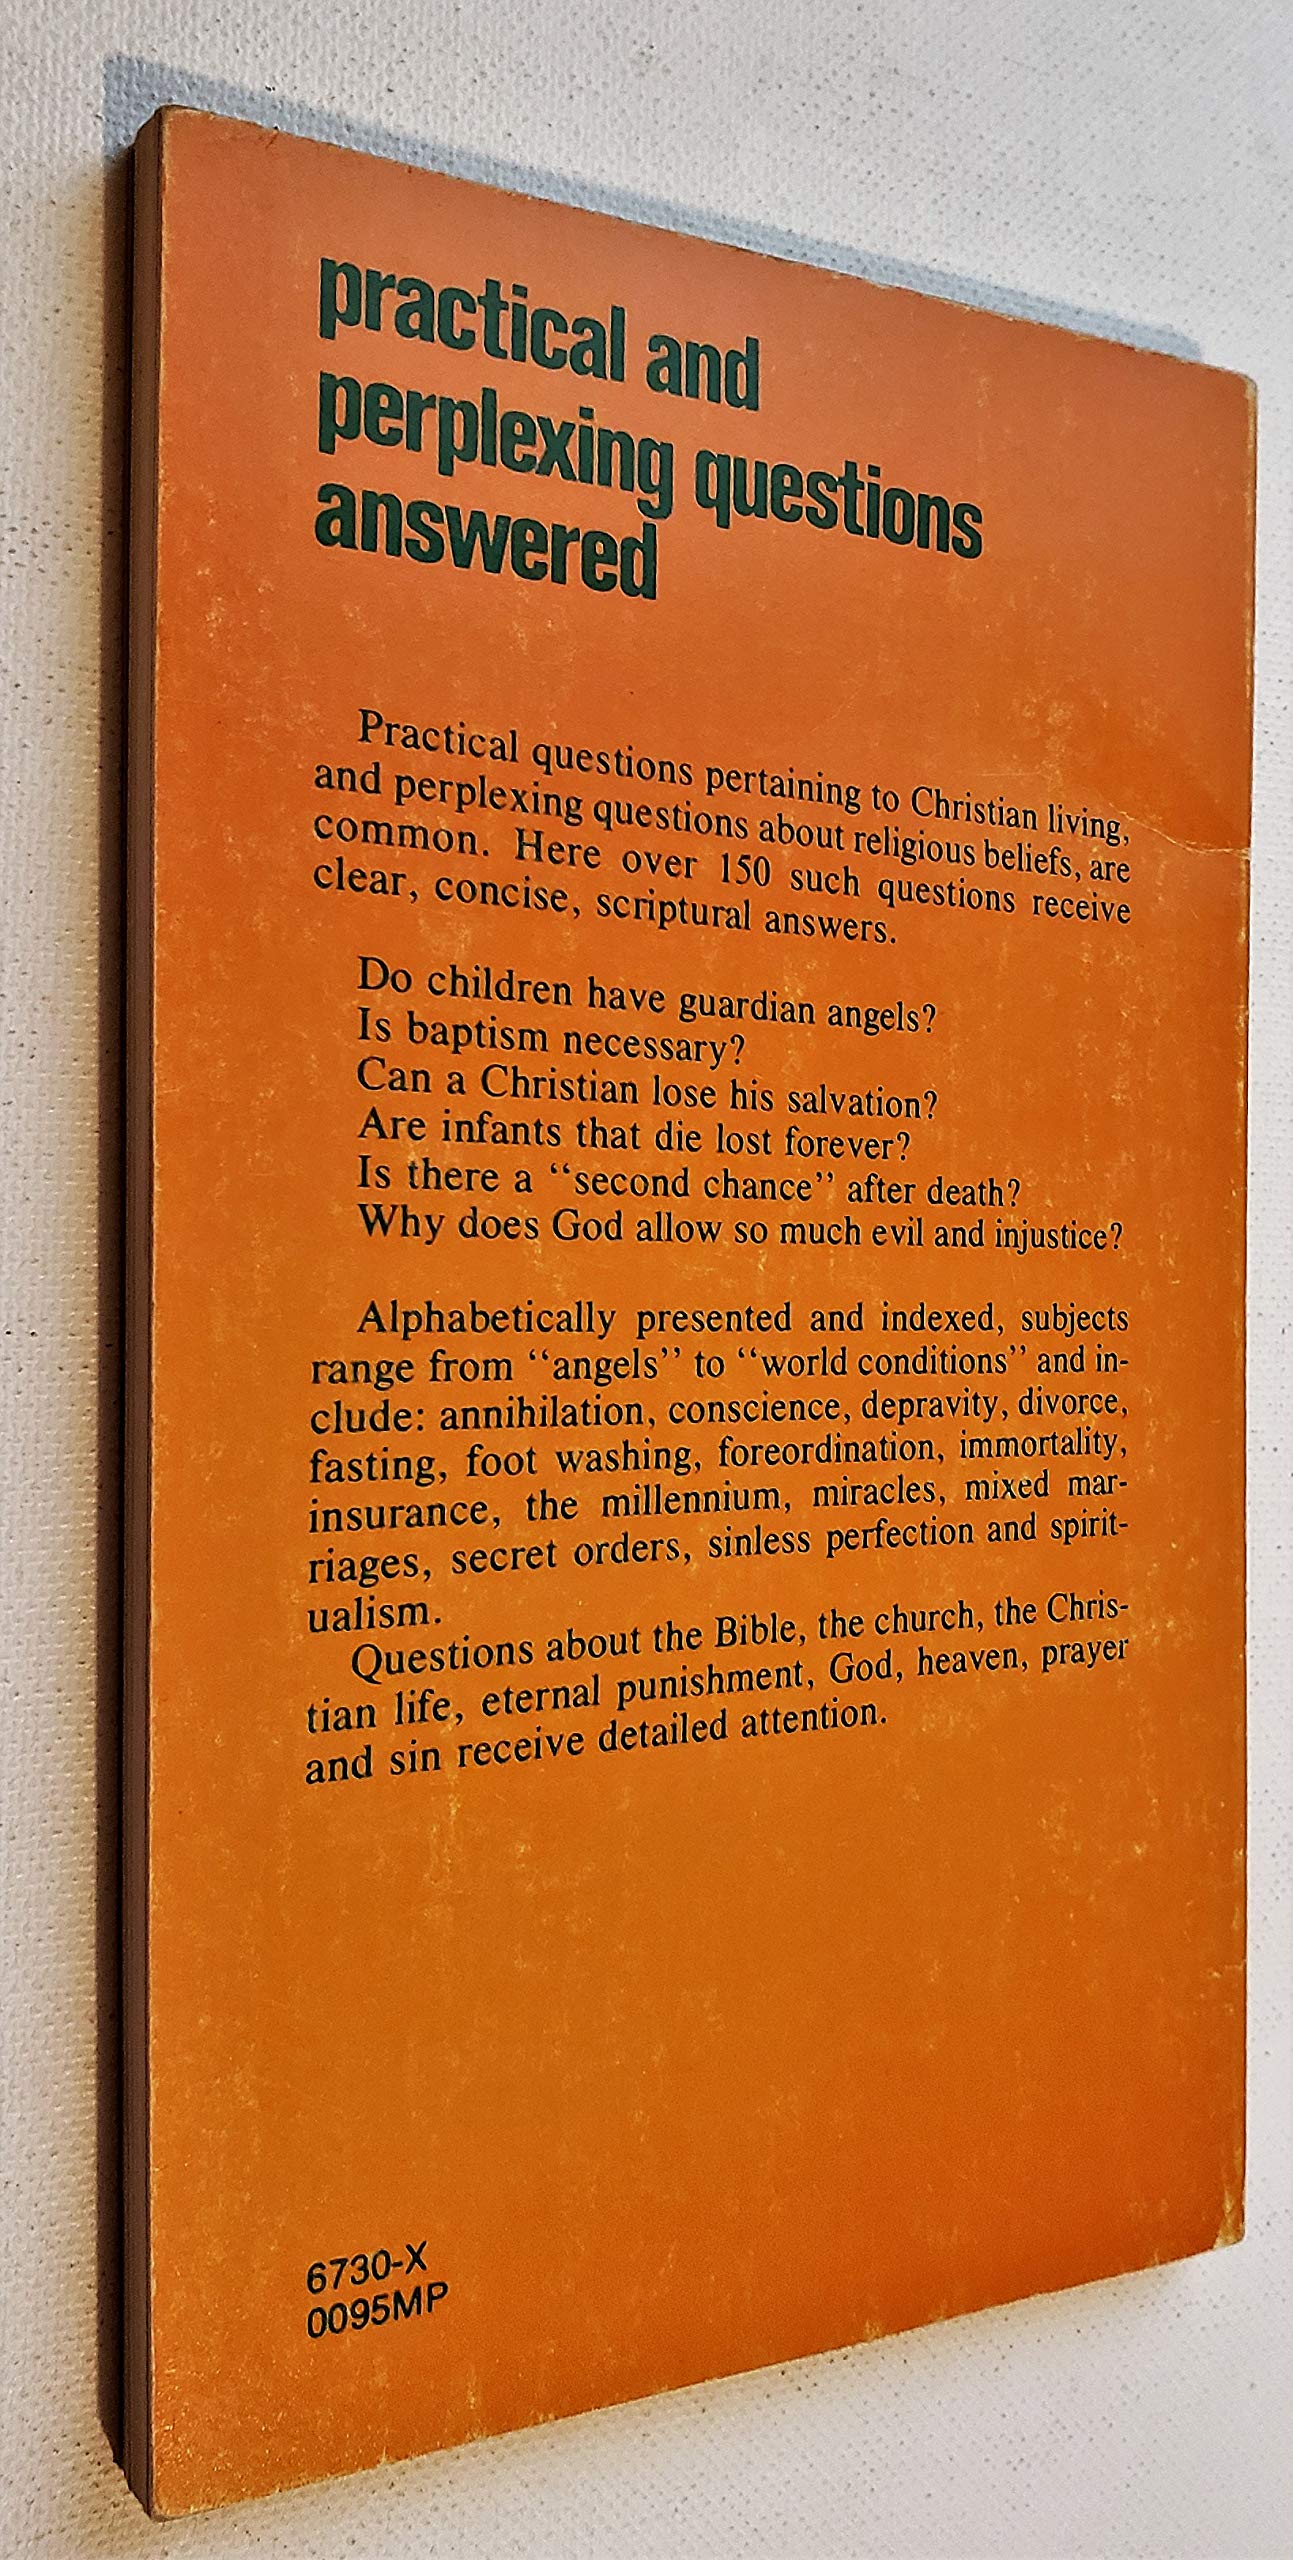 practical and
perplexing questions
answered
Practical questions pertaining to Christian living,
and perplexing questions about religious beliefs, are
common. Here over 150 such questions receive
clear, concise, scriptural answers.
Do children have guardian angels?
Is baptism necessary?
Can a Christian lose his salvation?
Are infants that die lost forever?
Is there a “second chance” after death?
Why does God allow so much evil and injustice?
Alphabetically presented and indexed, subjects
range from “angels” to “world conditions” and in-
clude: annihilation, conscience, depravity, divorce,
fasting, foot washing, foreordination, immortality,
insurance, the millennium, miracles, mixed mar-
riages, secret orders, sinless perfection and spirit-
ualism.
Questions about the Bible, the church, the Chris-
tian life, eternal punishment, God, heaven, prayer
and sin receive detailed attention.
6730-X
0095MP